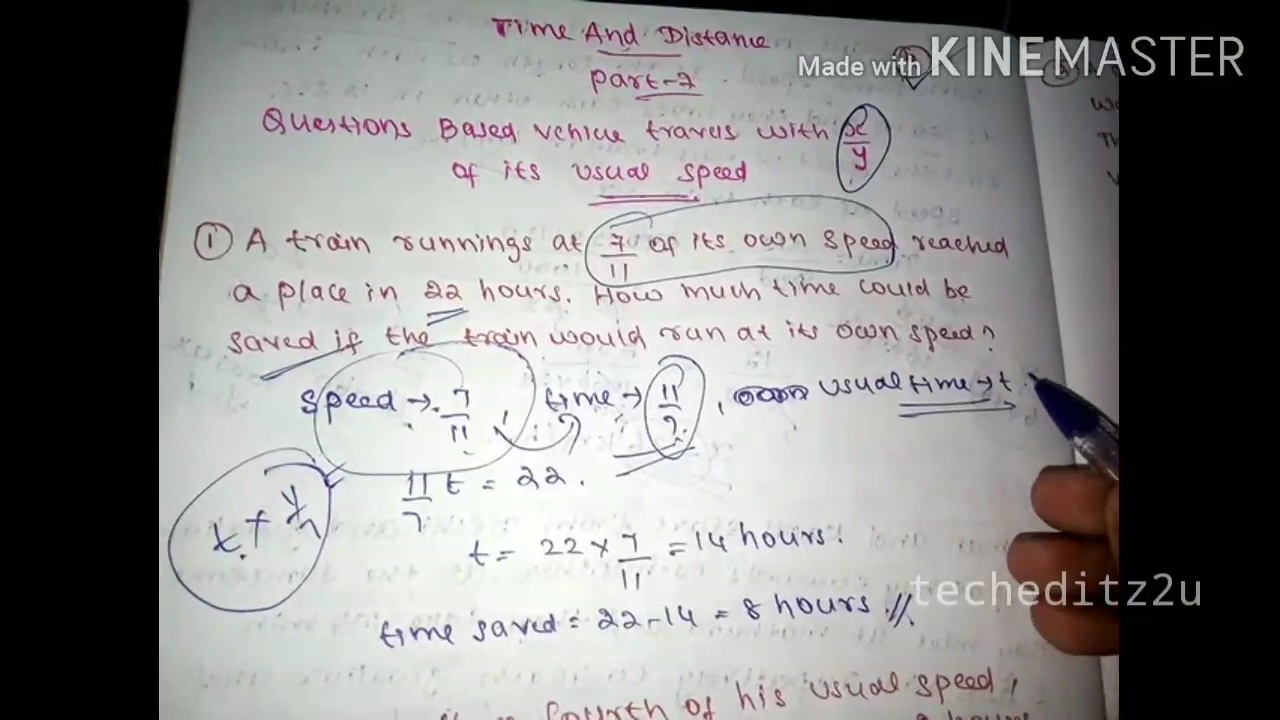 Time And Distance
Made with KINEMASTER
Part-7
Questions Based vehicle travels with x/y
of its usual speed
① A train runnings at 7/11 of its own speed reached
a place in 22 hours. How much time could be
saved if the train would run at its own speed?
speed → 7/11, time → 11/7, usual time → t
11/7 t = 22.
t = 22 × 7/11 = 14 hours.
techeditz2u
time saved = 22-14 = 8 hours //.
fourth of his usual speed,
hours